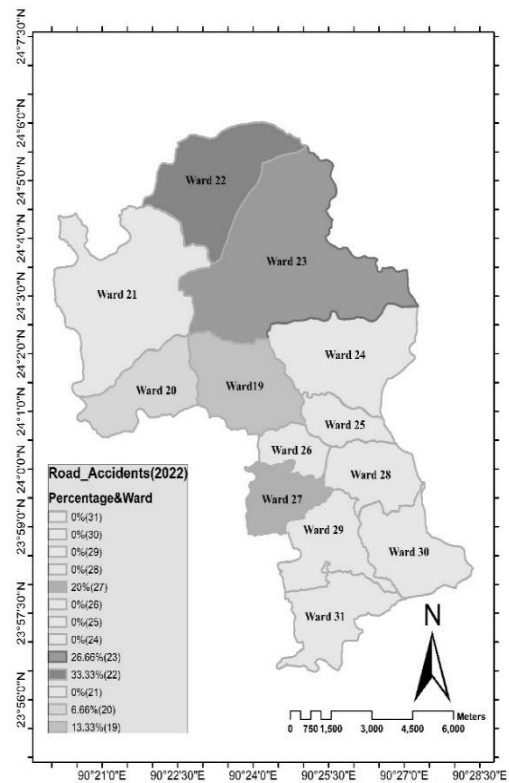 24°7'30"N
24°6'0"N
24°5'0"N
24°4'0"N
24°3'0"N
24°2'0"N
24°1'0"N
24°0'0"N
23°59'0"N
23°57'30"N
23°56'0"N
Ward 22
Ward 23
Ward 21
Ward 24
Ward 20
Ward19
Ward 25
Ward 26
Ward 28
Ward 27
Ward 29
Ward 30
Ward 31
Road_Accidents(2022)
Percentage&Ward
0%(31)
0%(30)
0%(29)
0%(28)
20%(27)
0%(26)
0%(25)
0%(24)
26.66%(23)
33.33%(22)
0%(21)
6.66%(20)
13.33%(19)
N
0 750 1,500 3,000 4,500 6,000 Meters
90°21'0"E 90°22'30"E 90°24'0"E 90°25'30"E 90°27'0"E 90°28'30"E